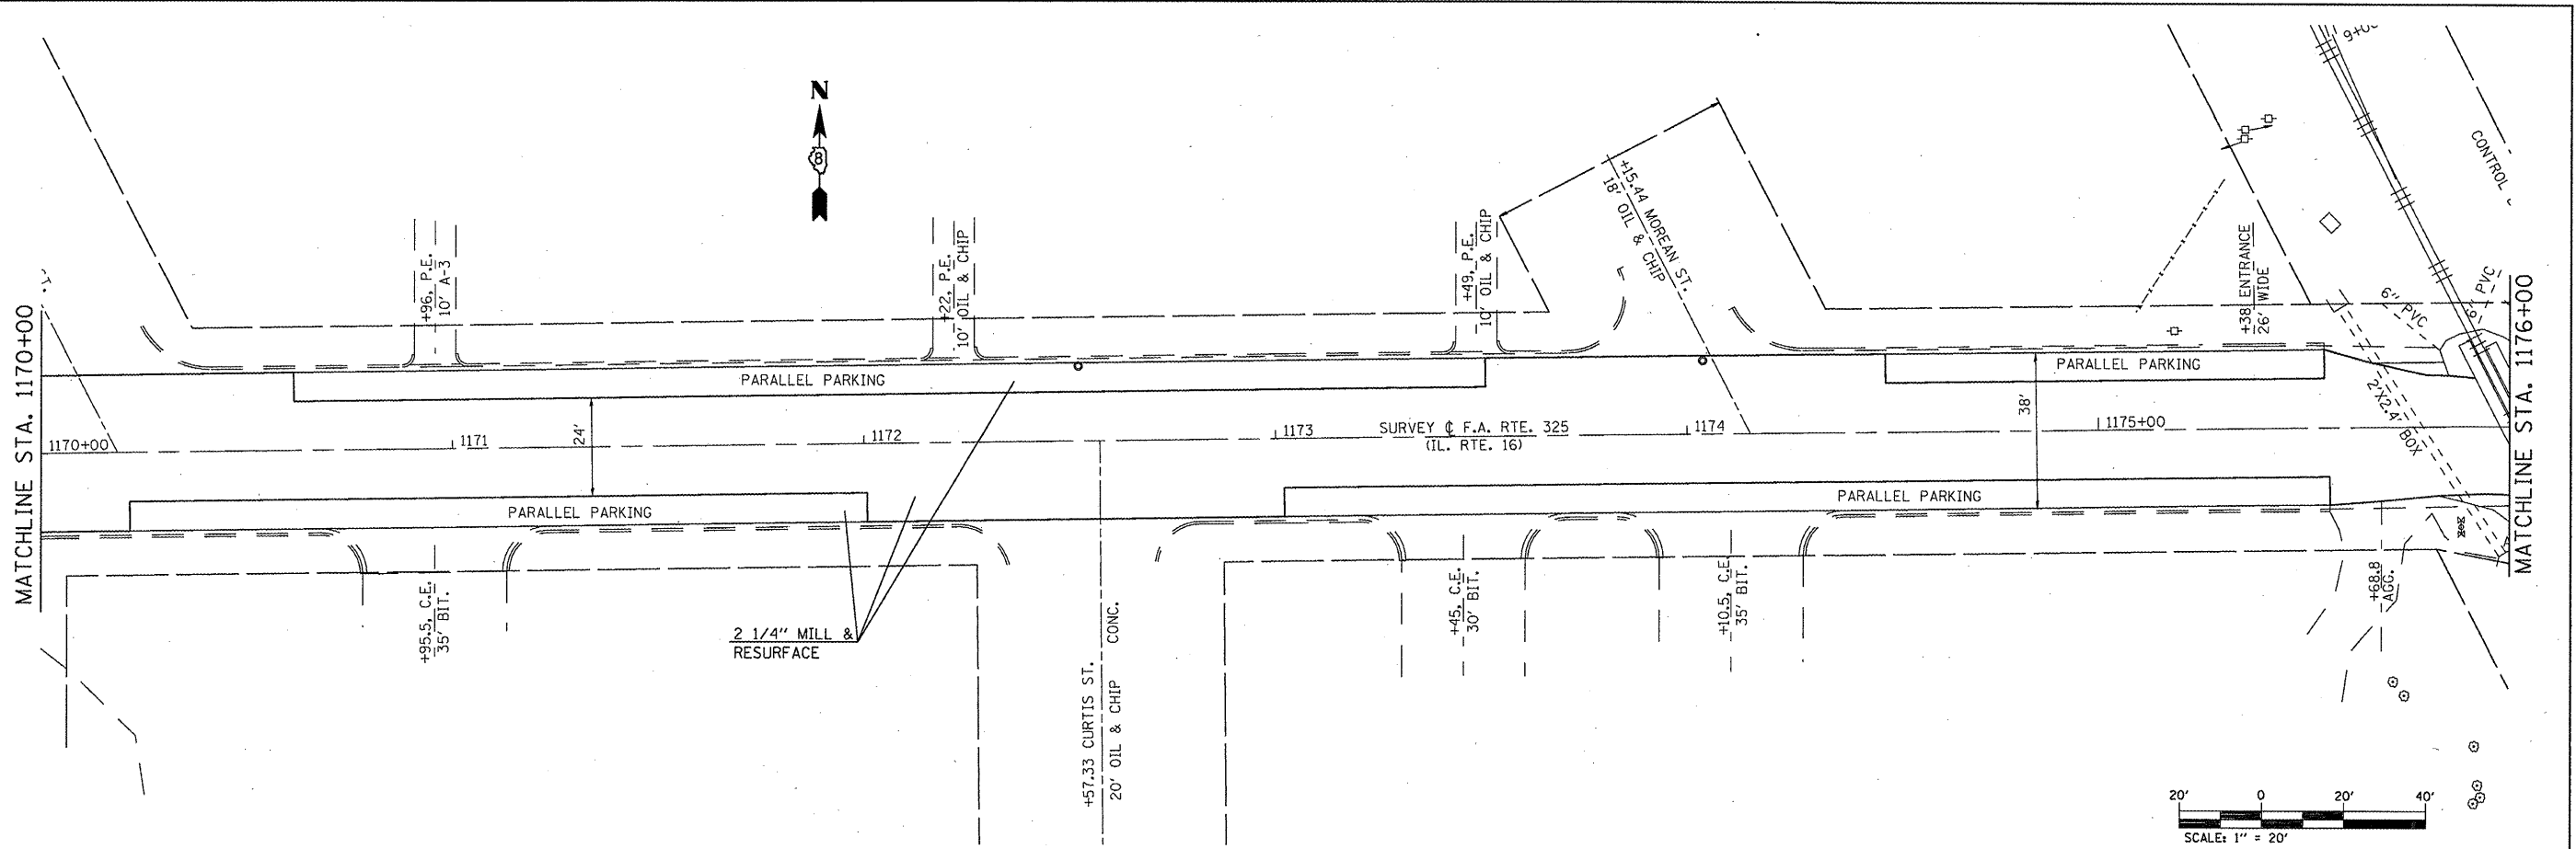 N
8
9+00
CONTROL
+15.44 MOREAN ST.
18' OIL & CHIP
+96, P.E.
10' A-3
+22, P.E.
10' OIL & CHIP
+49, P.E.
10' OIL & CHIP
+38 ENTRANCE
26' WIDE
6" PVC
6" PVC
MATCHLINE STA. 1170+00
MATCHLINE STA. 1176+00
PARALLEL PARKING
PARALLEL PARKING
2'X2.4' BOX
24'
38'
1170+00
1171
1172
1173
SURVEY ℄ F.A. RTE. 325
(IL. RTE. 16)
1174
1175+00
PARALLEL PARKING
PARALLEL PARKING
+95.5, C.E.
35' BIT.
2 1/4" MILL &
RESURFACE
+57.33 CURTIS ST.
20' OIL & CHIP CONC.
+45, C.E.
30' BIT.
+10.5, C.E.
35' BIT.
+68.8
AGG.
20' 0 20' 40'
SCALE: 1" = 20'